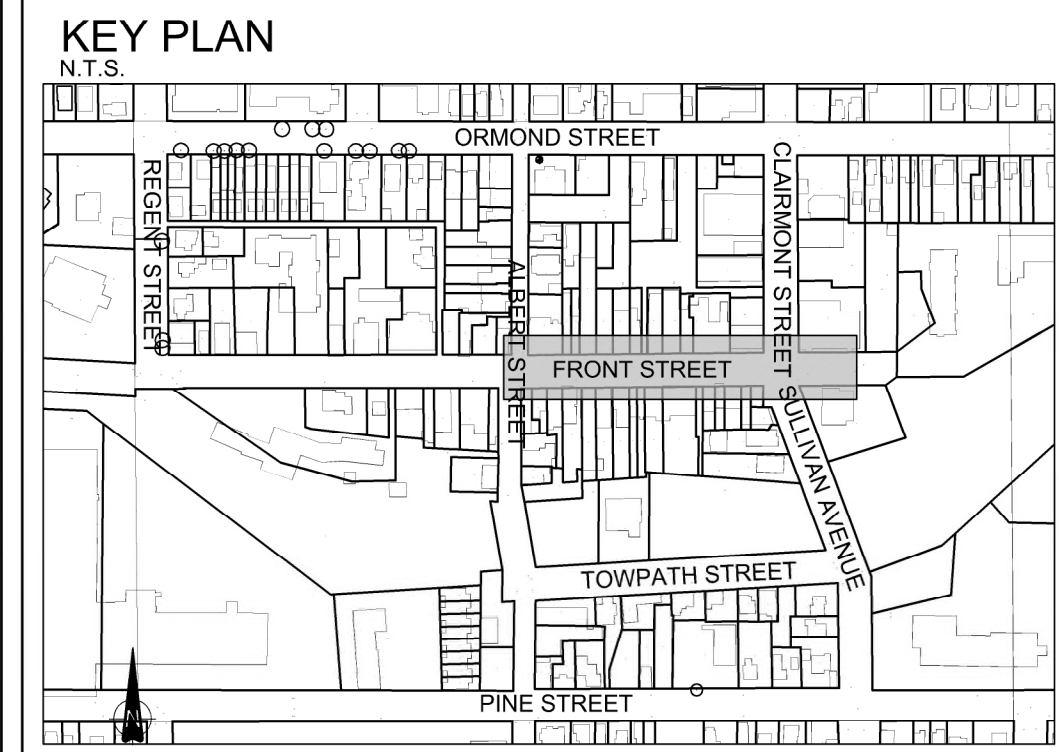 KEY PLAN
N.T.S.
ORMOND STREET
REGENT STREET
CLAIRMONT STREET
ALBERT STREET
FRONT STREET
SULLIVAN AVENUE
TOWPATH STREET
PINE STREET
N